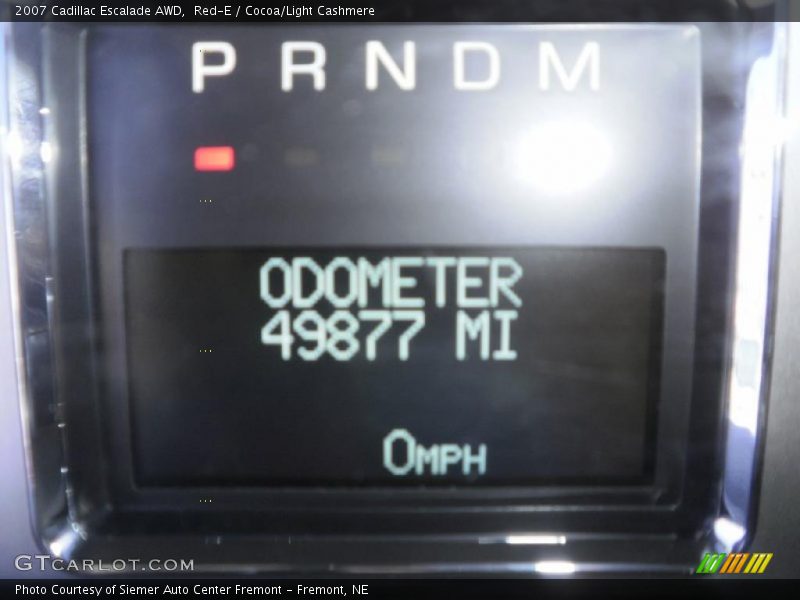 2007 Cadillac Escalade AWD,  Red-E / Cocoa/Light Cashmere
P R N D M
ODOMETER
49877 MI
0MPH
GTCARLOT.COM
Photo Courtesy of Siemer Auto Center Fremont - Fremont, NE